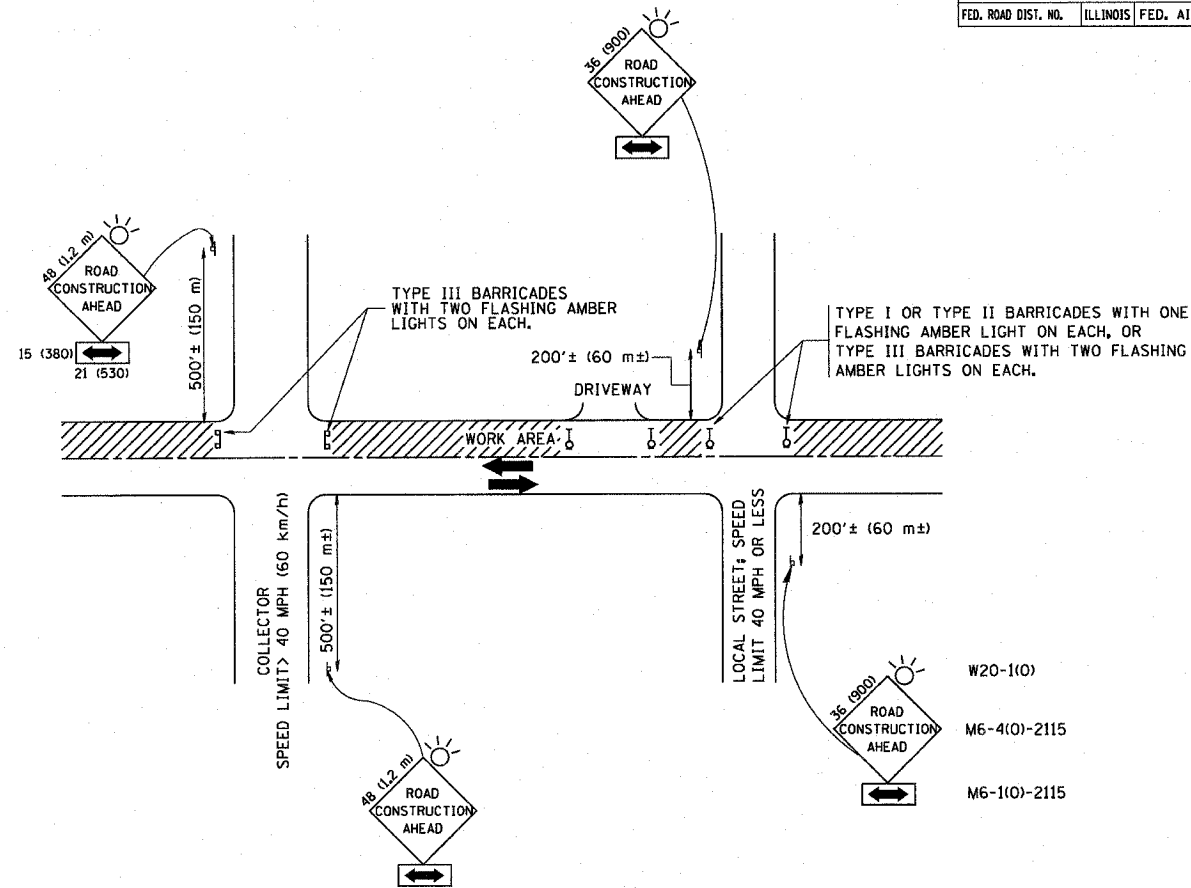 FED. ROAD DIST. NO. ILLINOIS FED. AI
36 (900)
ROAD
CONSTRUCTION
AHEAD
48 (1.2 m)
ROAD
CONSTRUCTION
AHEAD
15 (380)
21 (530)
500'± (150 m)
TYPE III BARRICADES
WITH TWO FLASHING AMBER
LIGHTS ON EACH.
200'± (60 m±)
DRIVEWAY
TYPE I OR TYPE II BARRICADES WITH ONE
FLASHING AMBER LIGHT ON EACH, OR
TYPE III BARRICADES WITH TWO FLASHING
AMBER LIGHTS ON EACH.
WORK AREA
COLLECTOR
SPEED LIMIT> 40 MPH (60 km/h)
500'± (150 m±)
LOCAL STREET; SPEED
LIMIT 40 MPH OR LESS
200'± (60 m±)
48 (1.2 m)
ROAD
CONSTRUCTION
AHEAD
36 (900)
ROAD
CONSTRUCTION
AHEAD
W20-1(O)
M6-4(O)-2115
M6-1(O)-2115